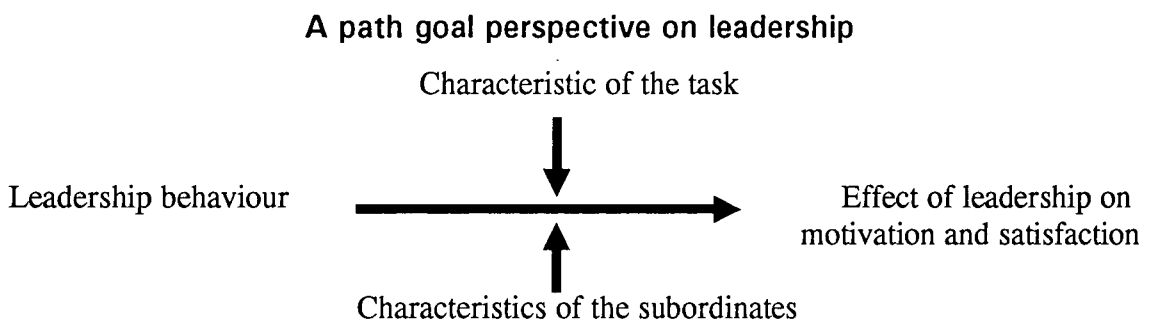 A path goal perspective on leadership
Characteristic of the task
Leadership behaviour
Effect of leadership on
motivation and satisfaction
Characteristics of the subordinates